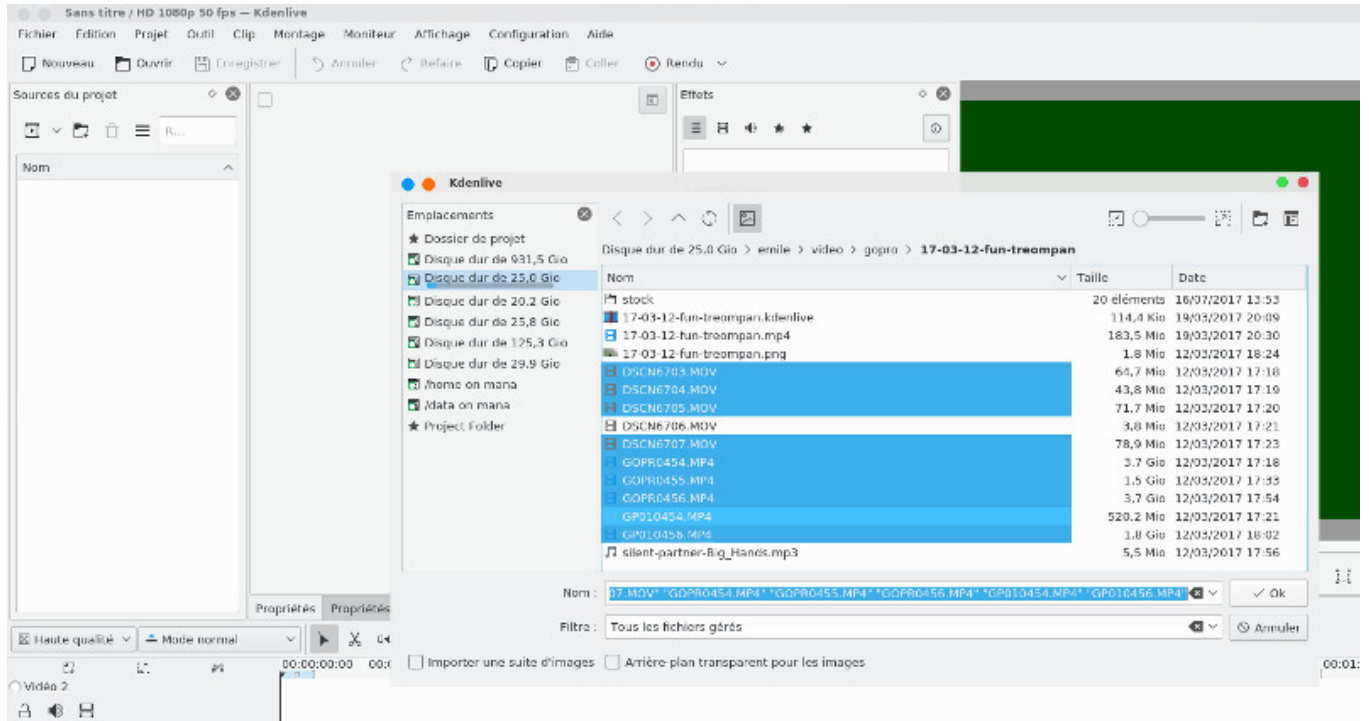 Sans titre / HD 1080p 50 fps — Kdenlive
Fichier Édition Projet Outil Clip Montage Moniteur Affichage Configuration Aide
Nouveau Ouvrir Enregistrer Annuler Refaire Copier Coller Rendu
Sources du projet
R...
Nom
Effets
Kdenlive
Emplacements
Dossier de projet
Disque dur de 931,5 Gio
Disque dur de 25,0 Gio
Disque dur de 20,2 Gio
Disque dur de 25,8 Gio
Disque dur de 125,3 Gio
Disque dur de 29,9 Gio
/home on mana
/data on mana
Project Folder
Disque dur de 25,0 Gio > emile > video > gopro > 17-03-12-fun-treompan
Nom Taille Date
stock 20 éléments 16/07/2017 13:53
17-03-12-fun-treompan.kdenlive 114,4 Kio 19/03/2017 20:09
17-03-12-fun-treompan.mp4 183,5 Mio 19/03/2017 20:30
17-03-12-fun-treompan.png 1,8 Mio 12/03/2017 18:24
DSCN6703.MOV 64,7 Mio 12/03/2017 17:18
DSCN6704.MOV 43,8 Mio 12/03/2017 17:19
DSCN6705.MOV 71,7 Mio 12/03/2017 17:20
DSCN6706.MOV 3,8 Mio 12/03/2017 17:21
DSCN6707.MOV 78,9 Mio 12/03/2017 17:23
GOPR0454.MP4 3,7 Gio 12/03/2017 17:18
GOPR0455.MP4 1,5 Gio 12/03/2017 17:33
GOPR0456.MP4 3,7 Gio 12/03/2017 17:54
GP010454.MP4 520,2 Mio 12/03/2017 17:21
GP010456.MP4 1,8 Gio 12/03/2017 18:02
silent-partner-Big_Hands.mp3 5,5 Mio 12/03/2017 17:56
Nom : 07.MOV" "GOPR0454.MP4" "GOPR0455.MP4" "GOPR0456.MP4" "GP010454.MP4" "GP010456.MP4" Ok
Filtre : Tous les fichiers gérés Annuler
Importer une suite d'images Arrière-plan transparent pour les images
Propriétés Propriétés
Haute qualité Mode normal
00:00:00:00 00:0 00:01:
Vidéo 2